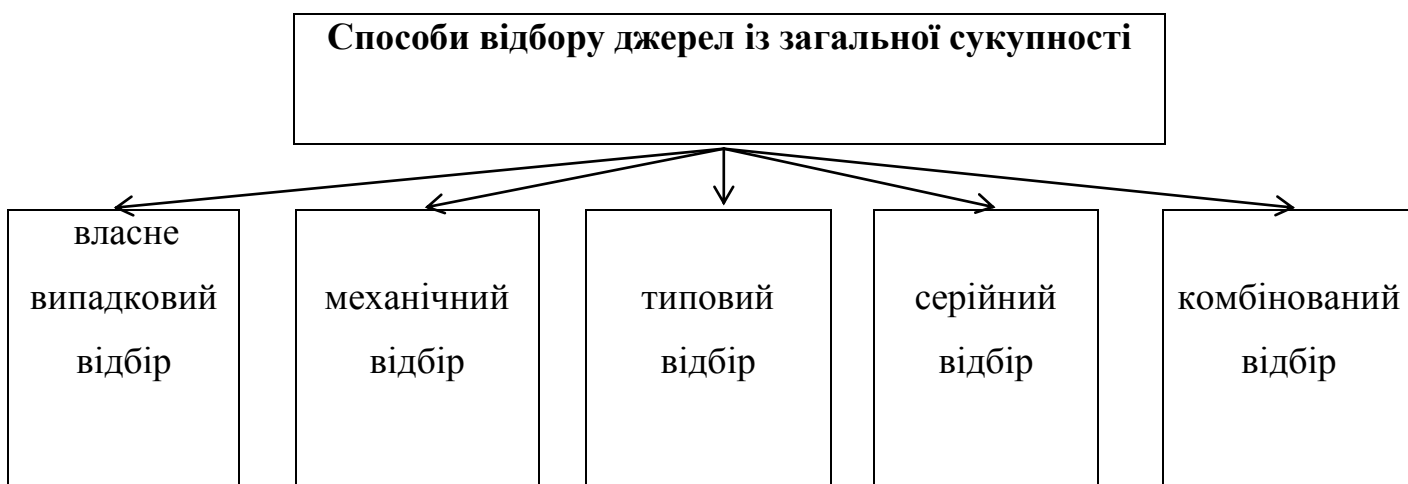 Способи відбору джерел із загальної сукупності
власне
випадковий
відбір
механічний
відбір
типовий
відбір
серійний
відбір
комбінований
відбір